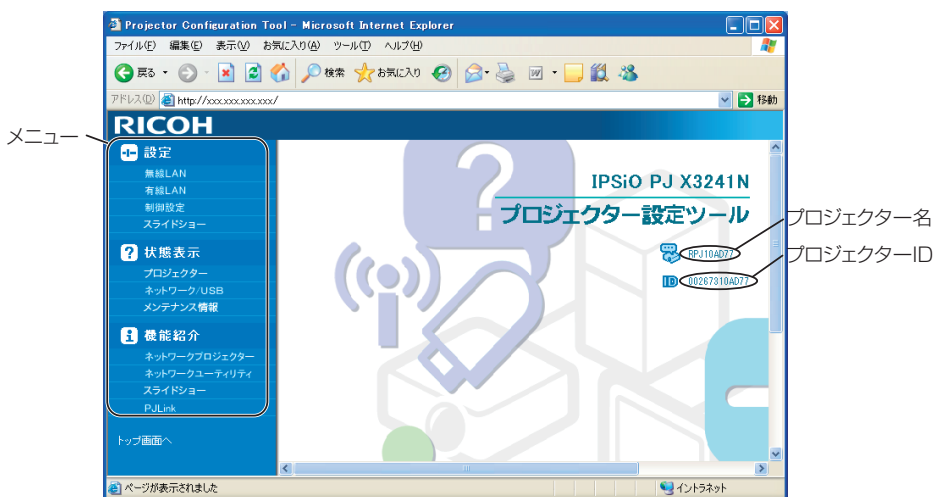 Projector Configuration Tool - Microsoft Internet Explorer
ファイル(F) 編集(E) 表示(V) お気に入り(A) ツール(T) ヘルプ(H)
戻る 検索 お気に入り
アドレス(D) http://xxx.xxx.xxx.xxx/ 移動
RICOH
メニュー
設定
無線LAN
有線LAN
制御設定
スライドショー
状態表示
プロジェクター
ネットワーク/USB
メンテナンス情報
機能紹介
ネットワークプロジェクター
ネットワークユーティリティ
スライドショー
PJLink
トップ画面へ
IPSiO PJ X3241N
プロジェクター設定ツール
RPJ10AD77
プロジェクター名
ID 00267310AD77
プロジェクターID
ページが表示されました イントラネット